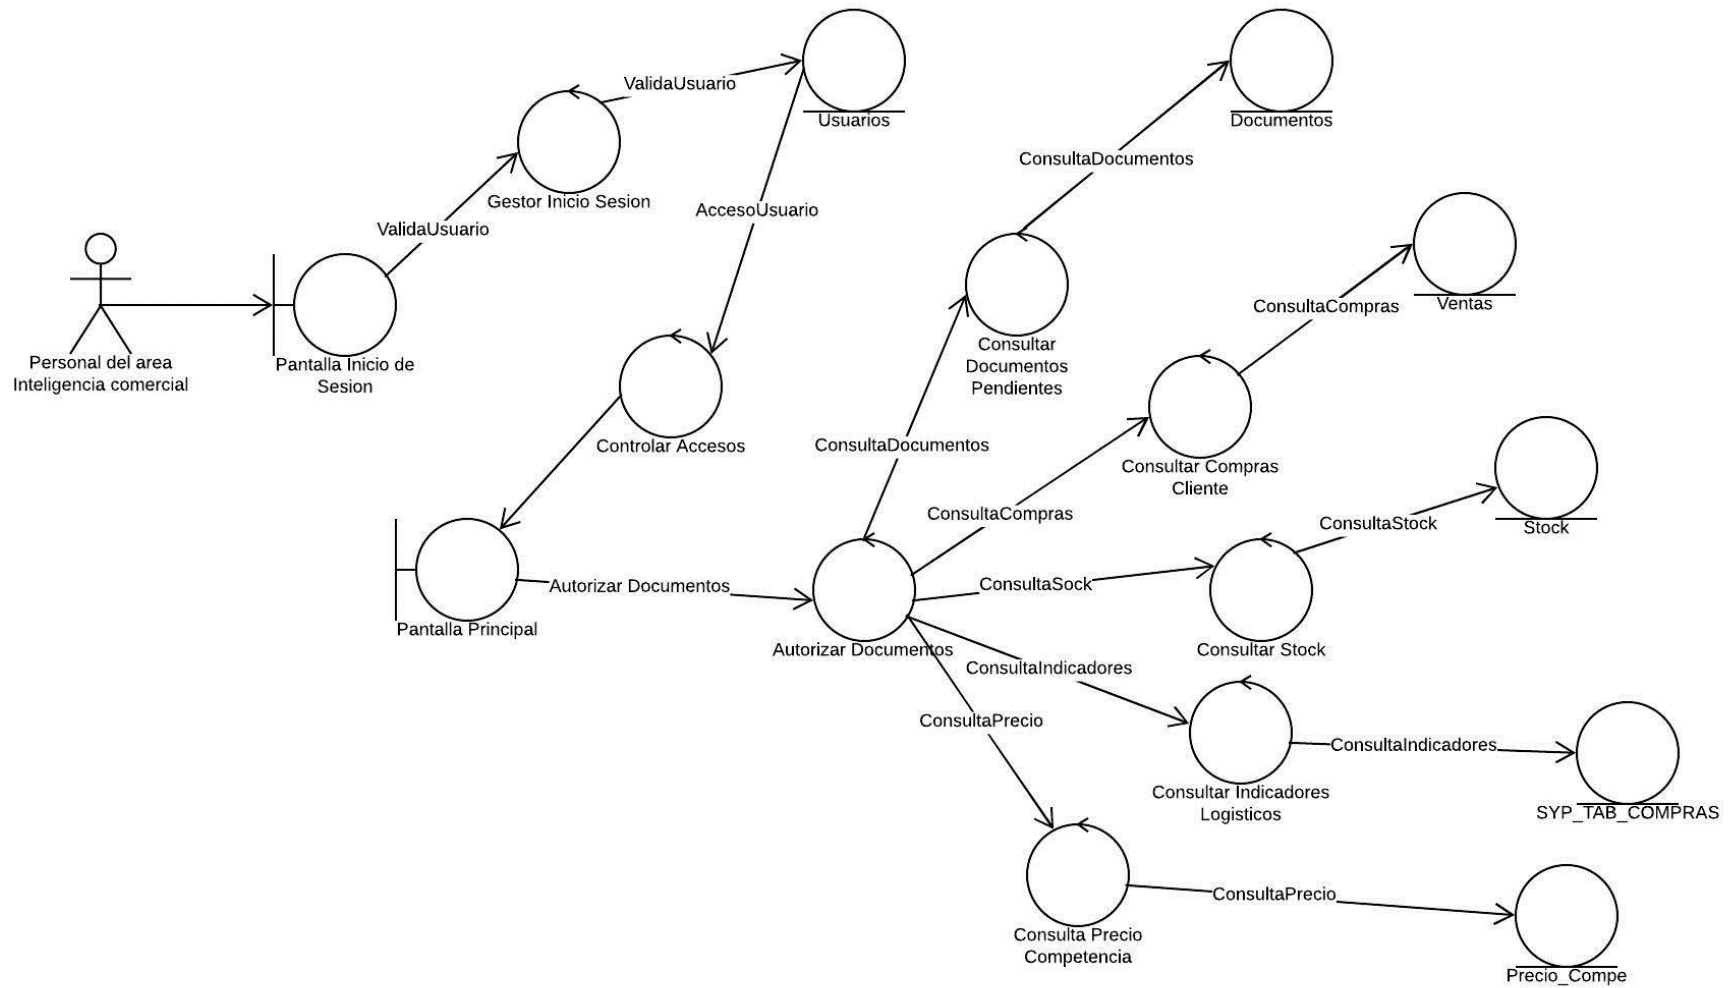 ValidaUsuario
Usuarios
Documentos
ConsultaDocumentos
Gestor Inicio Sesion
AccesoUsuario
ValidaUsuario
Ventas
ConsultaCompras
Personal del area
Inteligencia comercial
Pantalla Inicio de
Sesion
Consultar
Documentos
Pendientes
Controlar Accesos
ConsultaDocumentos
Consultar Compras
Cliente
ConsultaCompras
ConsultaStock
Stock
Autorizar Documentos
ConsultaSock
Pantalla Principal
Autorizar Documentos
Consultar Stock
ConsultaIndicadores
ConsultaPrecio
ConsultaIndicadores
Consultar Indicadores
Logisticos
SYP_TAB_COMPRAS
ConsultaPrecio
Consulta Precio
Competencia
Precio_Compe